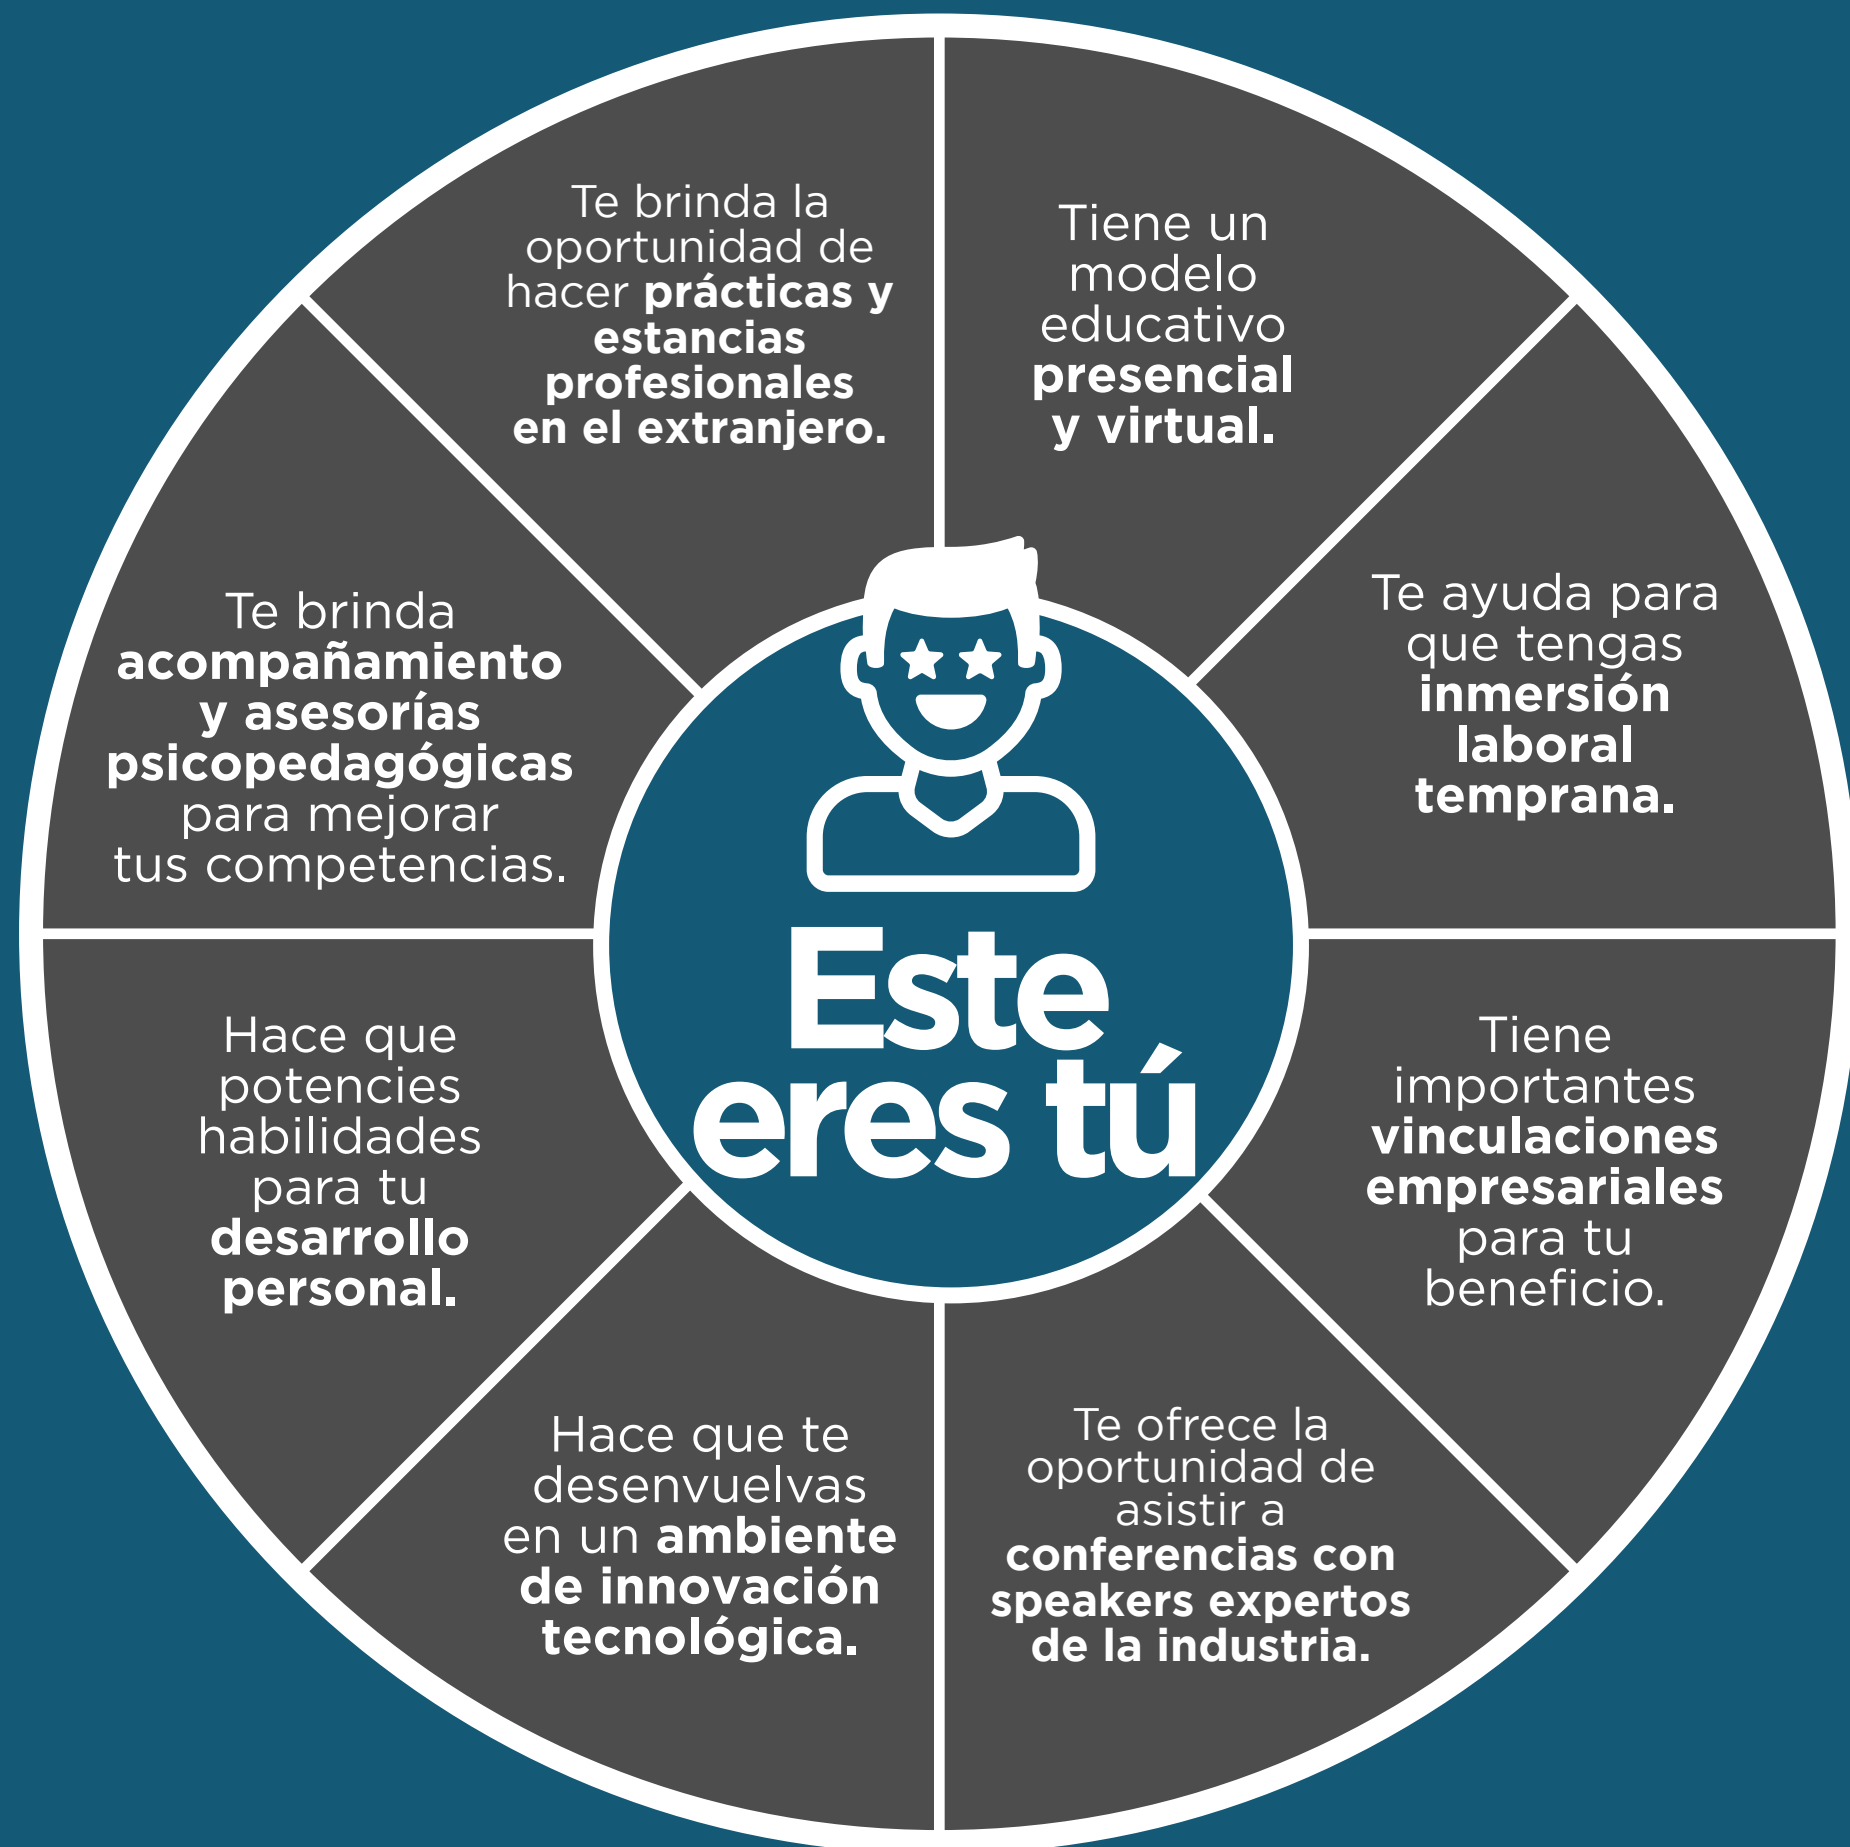 Te brinda la
oportunidad de
hacer prácticas y
estancias
profesionales
en el extranjero.
Tiene un
modelo
educativo
presencial
y virtual.
Te ayuda para
que tengas
inmersión
laboral
temprana.
Tiene
importantes
vinculaciones
empresariales
para tu
beneficio.
Te ofrece la
oportunidad de
asistir a
conferencias con
speakers expertos
de la industria.
Hace que te
desenvuelvas
en un ambiente
de innovación
tecnológica.
Hace que
potencies
habilidades
para tu
desarrollo
personal.
Te brinda
acompañamiento
y asesorías
psicopedagógicas
para mejorar
tus competencias.
Este
eres tú